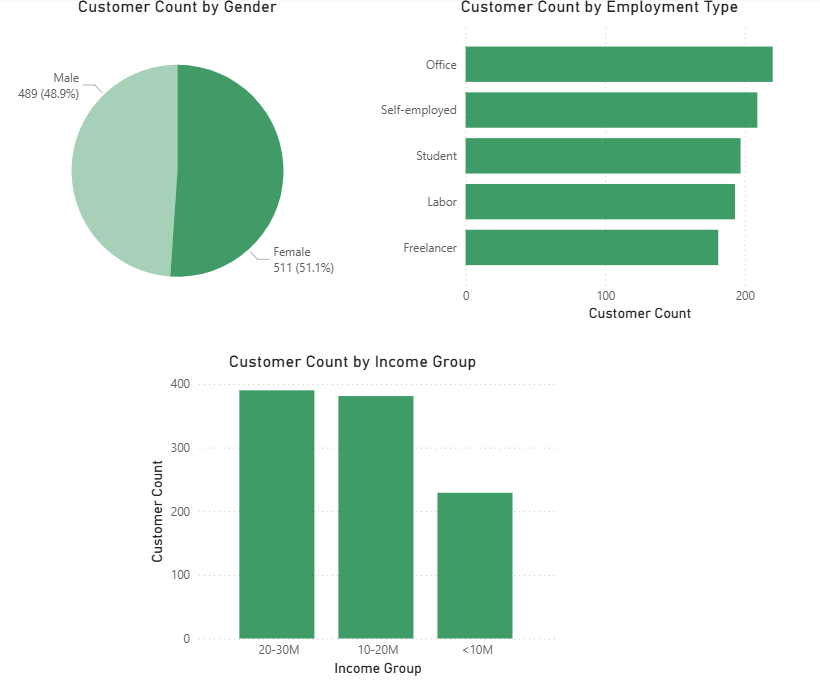 Customer Count by Gender
Male
489 (48.9%)
Female
511 (51.1%)
Customer Count by Employment Type
Office
Self-employed
Student
Labor
Freelancer
0 100 200
Customer Count
Customer Count by Income Group
Customer Count
400
300
200
100
0
20-30M 10-20M <10M
Income Group